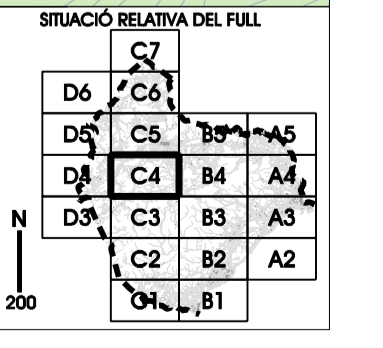 SITUACIÓ RELATIVA DEL FULL
C7
D6 C6
D5 C5 B5 A5
D4 C4 B4 A4
D3 C3 B3 A3
N
C2 B2 A2
200
C1 B1